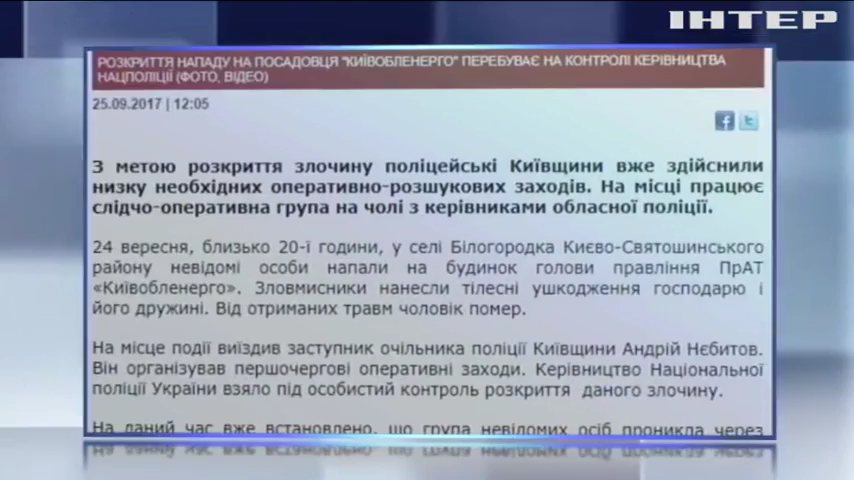 ІНТЕР
РОЗКРИТТЯ НАПАДУ НА ПОСАДОВЦЯ "КИЇВОБЛЕНЕРГО" ПЕРЕБУВАЄ НА КОНТРОЛІ КЕРІВНИЦТВА
НАЦПОЛІЦІЇ (ФОТО, ВІДЕО)
25.09.2017 | 12:05
З метою розкриття злочину поліцейські Київщини вже здійснили
низку необхідних оперативно-розшукових заходів. На місці працює
слідчо-оперативна група на чолі з керівниками обласної поліції.
24 вересня, близько 20-ї години, у селі Білогородка Києво-Святошинського
району невідомі особи напали на будинок голови правління ПрАТ
«Київобленерго». Зловмисники нанесли тілесні ушкодження господарю і
його дружині. Від отриманих травм чоловік помер.
На місце події виїздив заступник очільника поліції Київщини Андрій Нєбитов.
Він організував першочергові оперативні заходи. Керівництво Національної
поліції України взяло під особистий контроль розкриття даного злочину.
На даний час вже встановлено, що група невідомих осіб проникла через